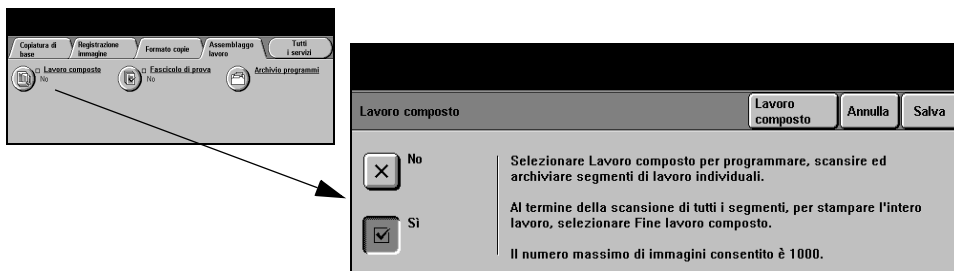 Copiatura di base
Registrazione immagine
Formato copie
Assemblaggio lavoro
Tutti i servizi
Lavoro composto
No
Fascicolo di prova
No
Archivio programmi
Lavoro composto
Lavoro composto
Annulla
Salva
No
Sì
Selezionare Lavoro composto per programmare, scansire ed
archiviare segmenti di lavoro individuali.
Al termine della scansione di tutti i segmenti, per stampare l'intero
lavoro, selezionare Fine lavoro composto.
Il numero massimo di immagini consentito è 1000.